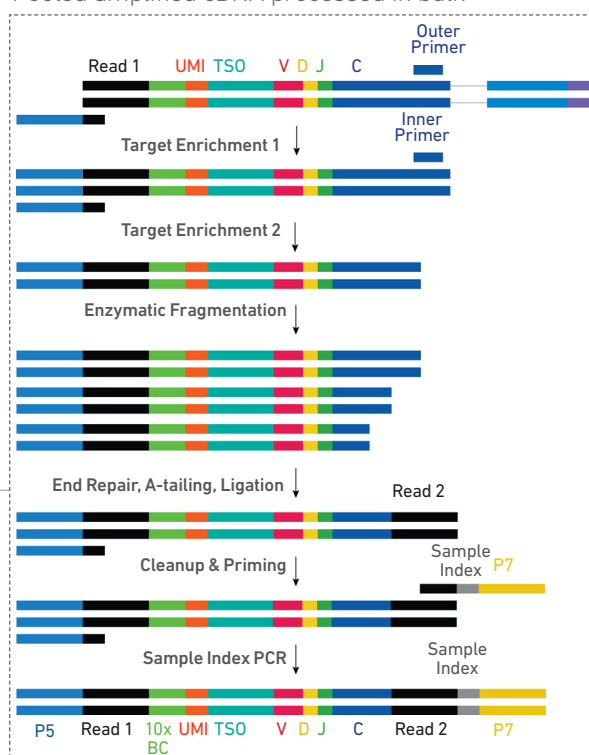 Outer
Primer
Read 1 UMI TSO V D J C
Inner
Primer
Target Enrichment 1
Target Enrichment 2
Enzymatic Fragmentation
End Repair, A-tailing, Ligation Read 2
Sample
Index P7
Cleanup & Priming
Sample Index PCR
Sample
Index
P5 Read 1 10x BC UMI TSO V D J C Read 2 P7